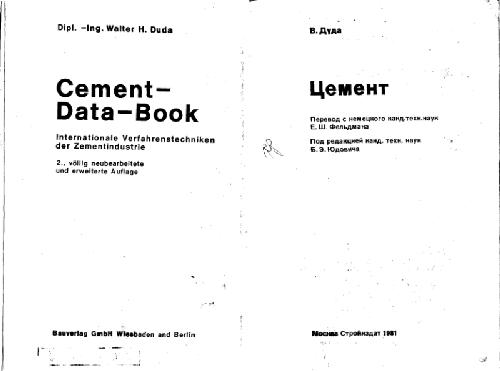 Dipl. -Ing. Walter H. Duda
Cement-
Data-Book
Internationale Verfahrenstechniken
der Zementindustrie
2., völlig neubearbeitete
und erweiterte Auflage
Bauverlag GmbH Wiesbaden and Berlin
В. Дуда
Цемент
Перевод с немецкого канд. техн. наук
Е. Ш. Фельдмана
Под редакцией канд. техн. наук
Б. Э. Юдовича
Москва Стройиздат 1981